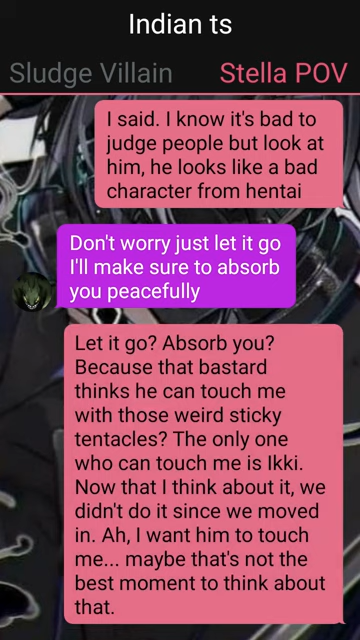 Indian ts
Sludge Villain
Stella POV
I said. I know it's bad to
judge people but look at
him, he looks like a bad
character from hentai
Don't worry just let it go
I'll make sure to absorb
you peacefully
Let it go? Absorb you?
Because that bastard
thinks he can touch me
with those weird sticky
tentacles? The only one
who can touch me is Ikki.
Now that I think about it, we
didn't do it since we moved
in. Ah, I want him to touch
me... maybe that's not the
best moment to think about
that.